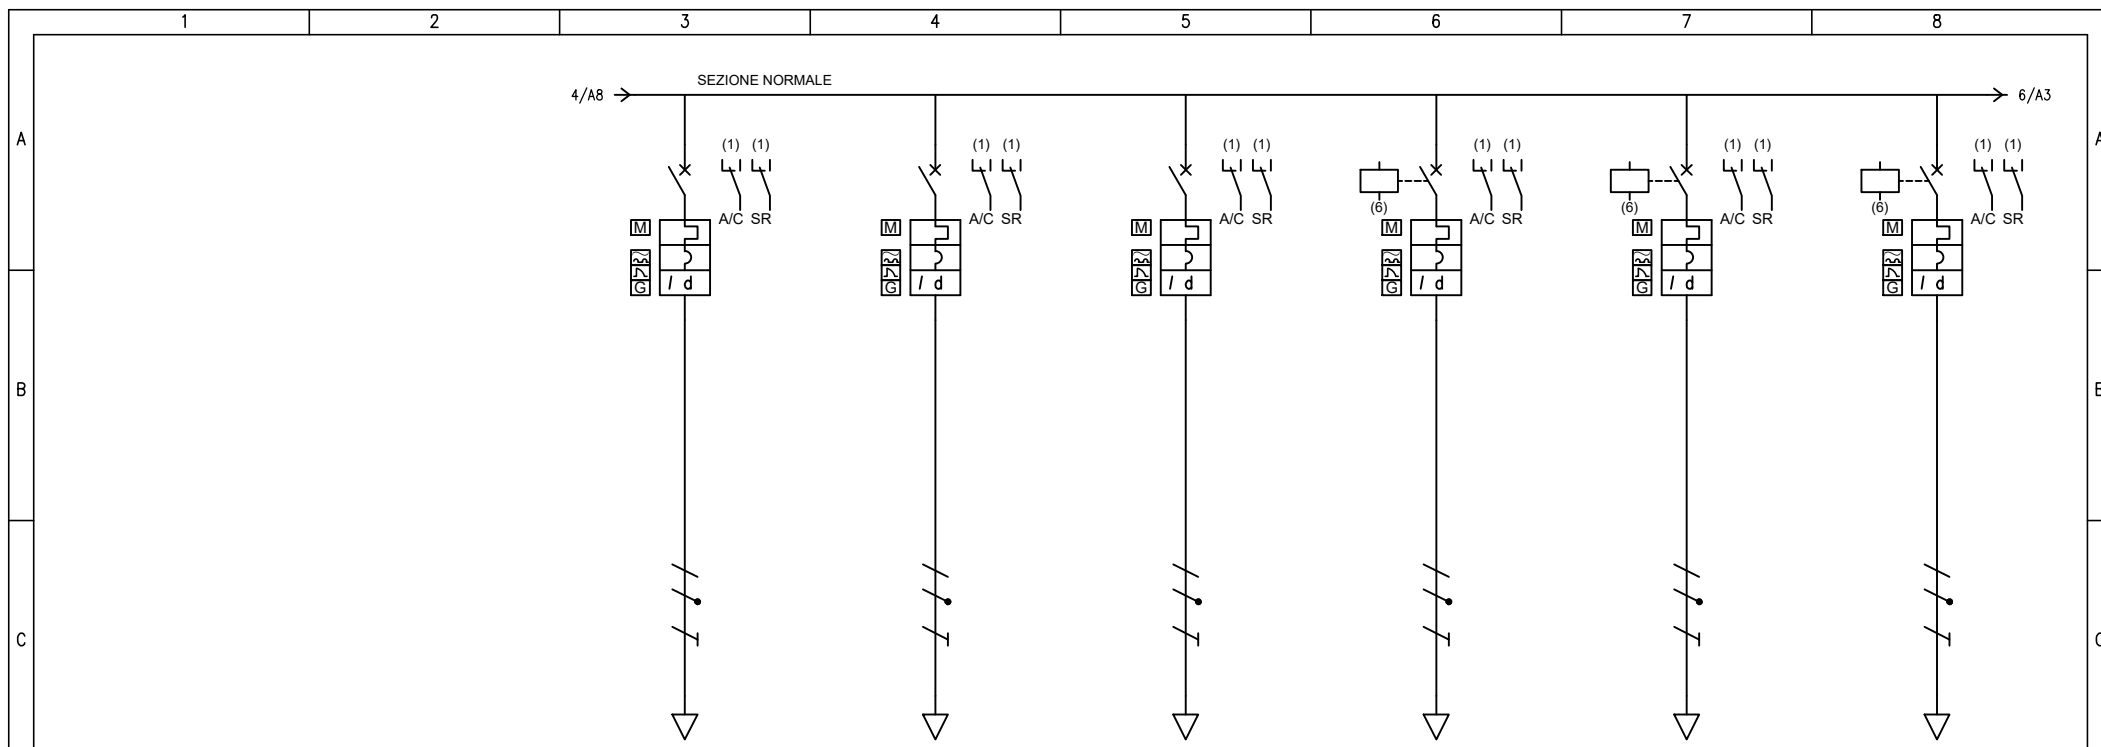 1 2 3 4 5 6 7 8
SEZIONE NORMALE
4/A8 6/A3
A A
(1) (1) (1) (1) (1) (1) (1) (1) (1) (1) (1) (1)
(6) (6) (6)
A/C SR A/C SR A/C SR A/C SR A/C SR A/C SR
M M M M M M
G I d G I d G I d G I d G I d G I d
B B
C C